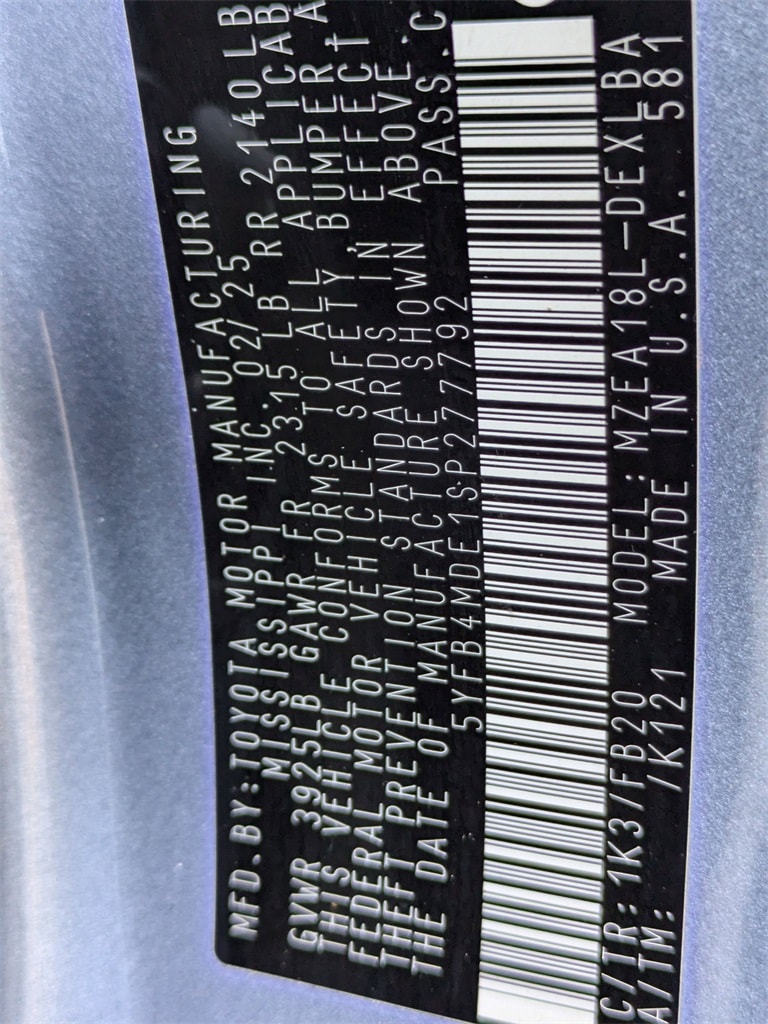 MFD.BY:TOYOTA MOTOR MANUFACTURING
MISSISSIPPI INC. 02/25
GVWR 3925LB GAWR FR 2315 LB RR 2140LB
THIS VEHICLE CONFORMS TO ALL APPLICAB
FEDERAL MOTOR VEHICLE SAFETY, BUMPER A
THEFT PREVENTION STANDARDS IN EFFECT
THE DATE OF MANUFACTURE SHOWN ABOVE.
5YFB4MDE1SP277792 PASS.C
C/TR: 1K3/FB20 MODEL: MZEA18L-DEXLBA
A/TM: /K121 MADE IN U.S.A. 581